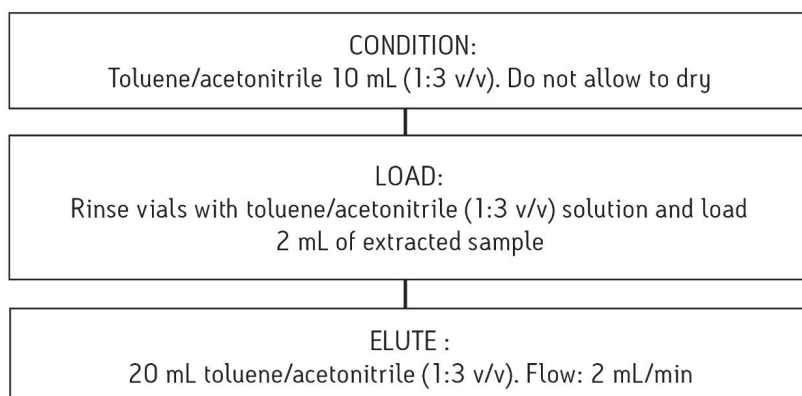 CONDITION:
Toluene/acetonitrile 10 mL (1:3 v/v). Do not allow to dry
LOAD:
Rinse vials with toluene/acetonitrile (1:3 v/v) solution and load
2 mL of extracted sample
ELUTE :
20 mL toluene/acetonitrile (1:3 v/v). Flow: 2 mL/min